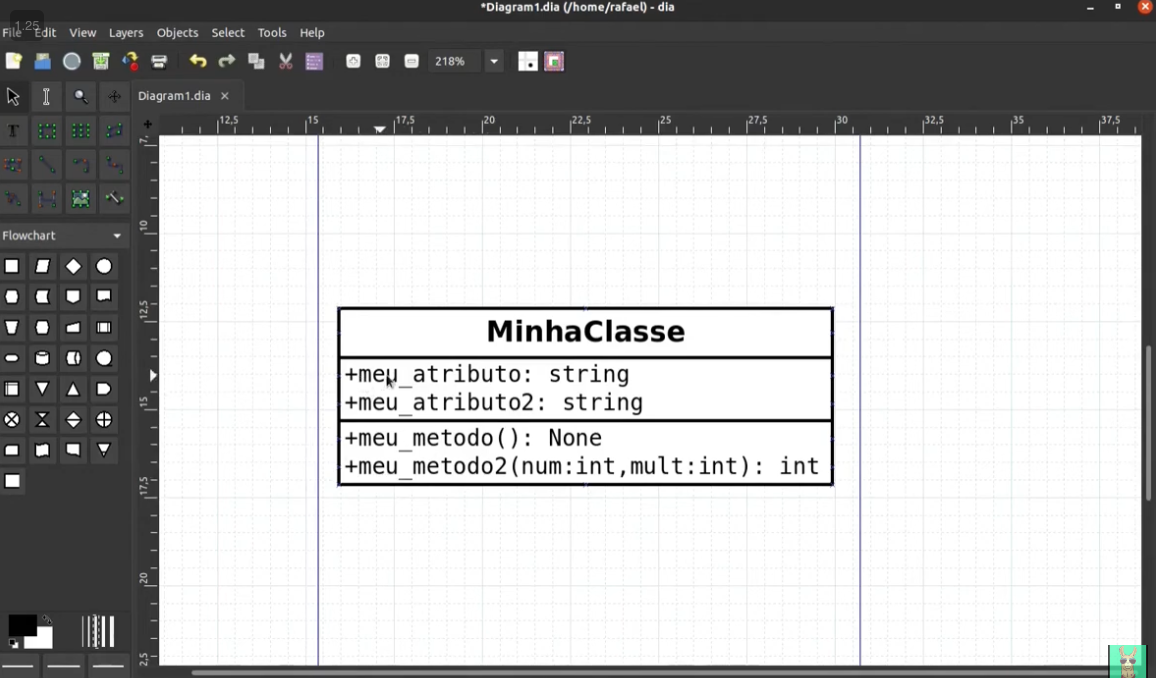 *Diagram1.dia (/home/rafael) - dia
1.25
File Edit View Layers Objects Select Tools Help
218%
Diagram1.dia
12,5 15 17,5 20 22,5 25 27,5 30 32,5 35 37,5
7,
Flowchart
10
12,5
MinhaClasse
+meu_atributo: string
+meu_atributo2: string
15
+meu_metodo(): None
+meu_metodo2(num:int,mult:int): int
17,5
20
2,5